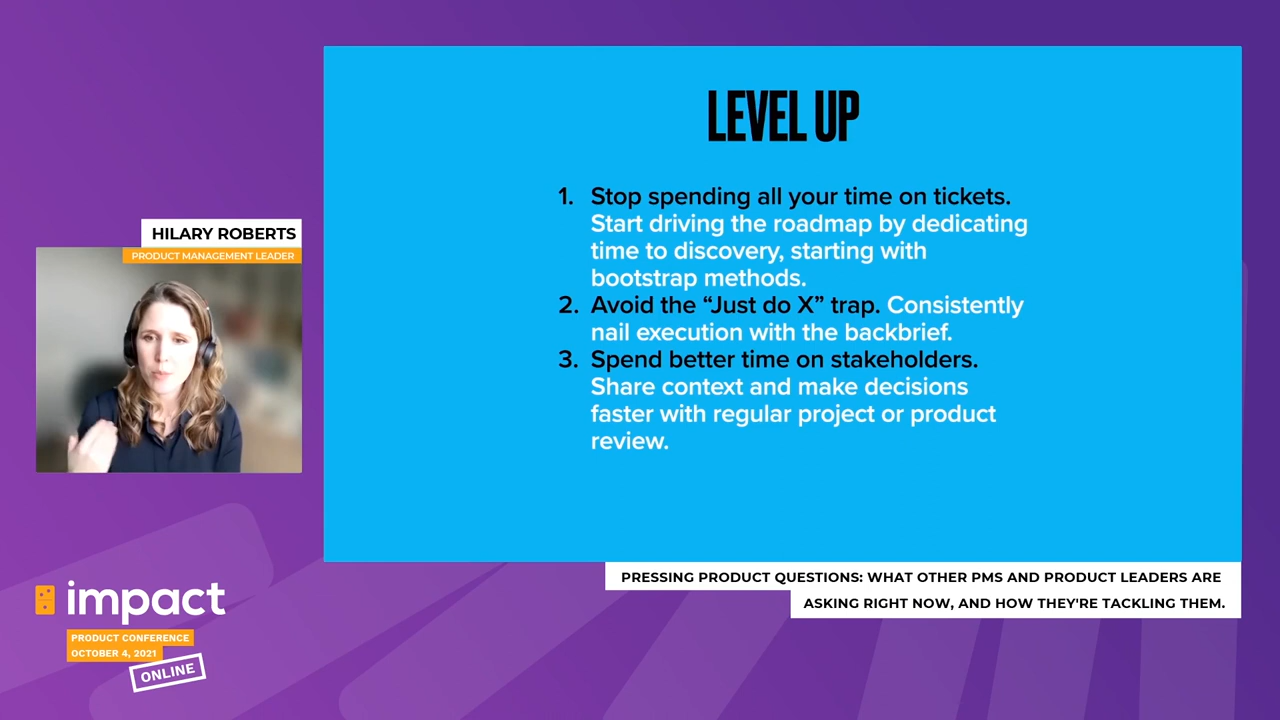 LEVEL UP
1. Stop spending all your time on tickets.
Start driving the roadmap by dedicating
time to discovery, starting with
bootstrap methods.
2. Avoid the “Just do X” trap. Consistently
nail execution with the backbrief.
3. Spend better time on stakeholders.
Share context and make decisions
faster with regular project or product
review.
HILARY ROBERTS
PRODUCT MANAGEMENT LEADER
PRESSING PRODUCT QUESTIONS: WHAT OTHER PMS AND PRODUCT LEADERS ARE
ASKING RIGHT NOW, AND HOW THEY'RE TACKLING THEM.
impact
PRODUCT CONFERENCE
OCTOBER 4, 2021
ONLINE